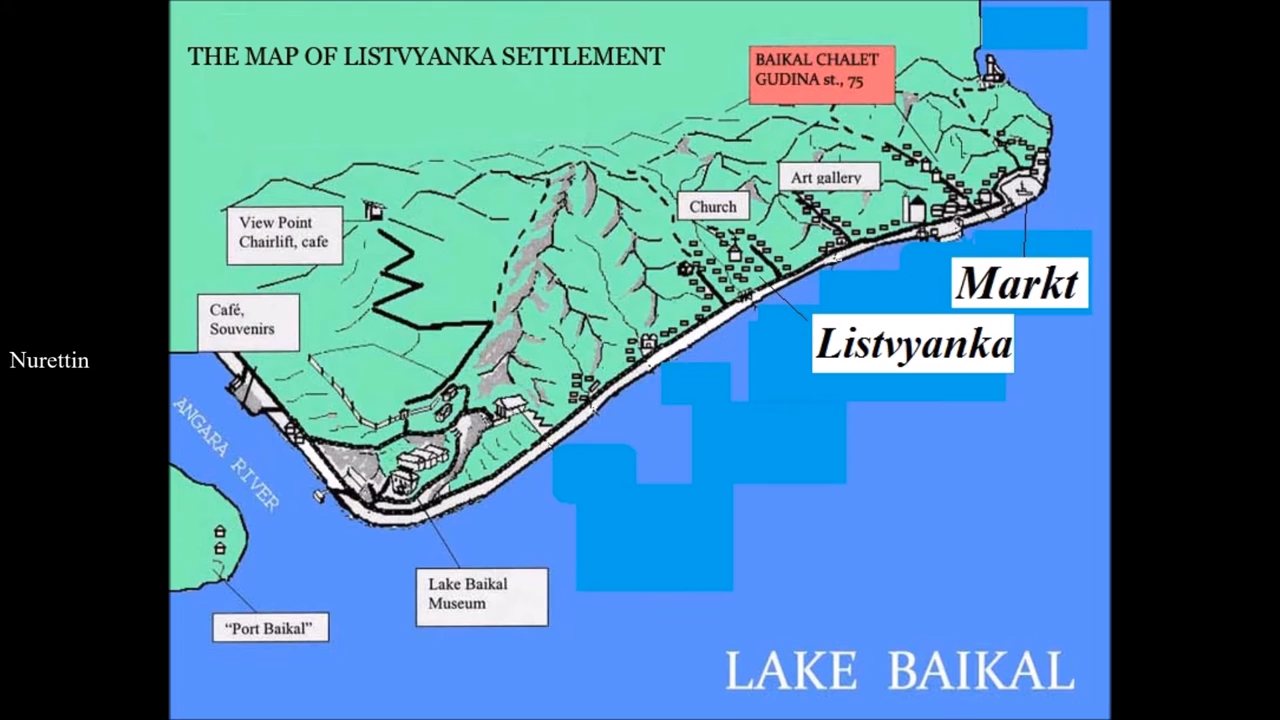 THE MAP OF LISTVYANKA SETTLEMENT
BAIKAL CHALET
GUDINA st., 75
Art gallery
Church
View Point
Chairlift, cafe
Markt
Café,
Souvenirs
Listvyanka
Nurettin
ANGARA RIVER
Lake Baikal
Museum
“Port Baikal”
LAKE BAIKAL